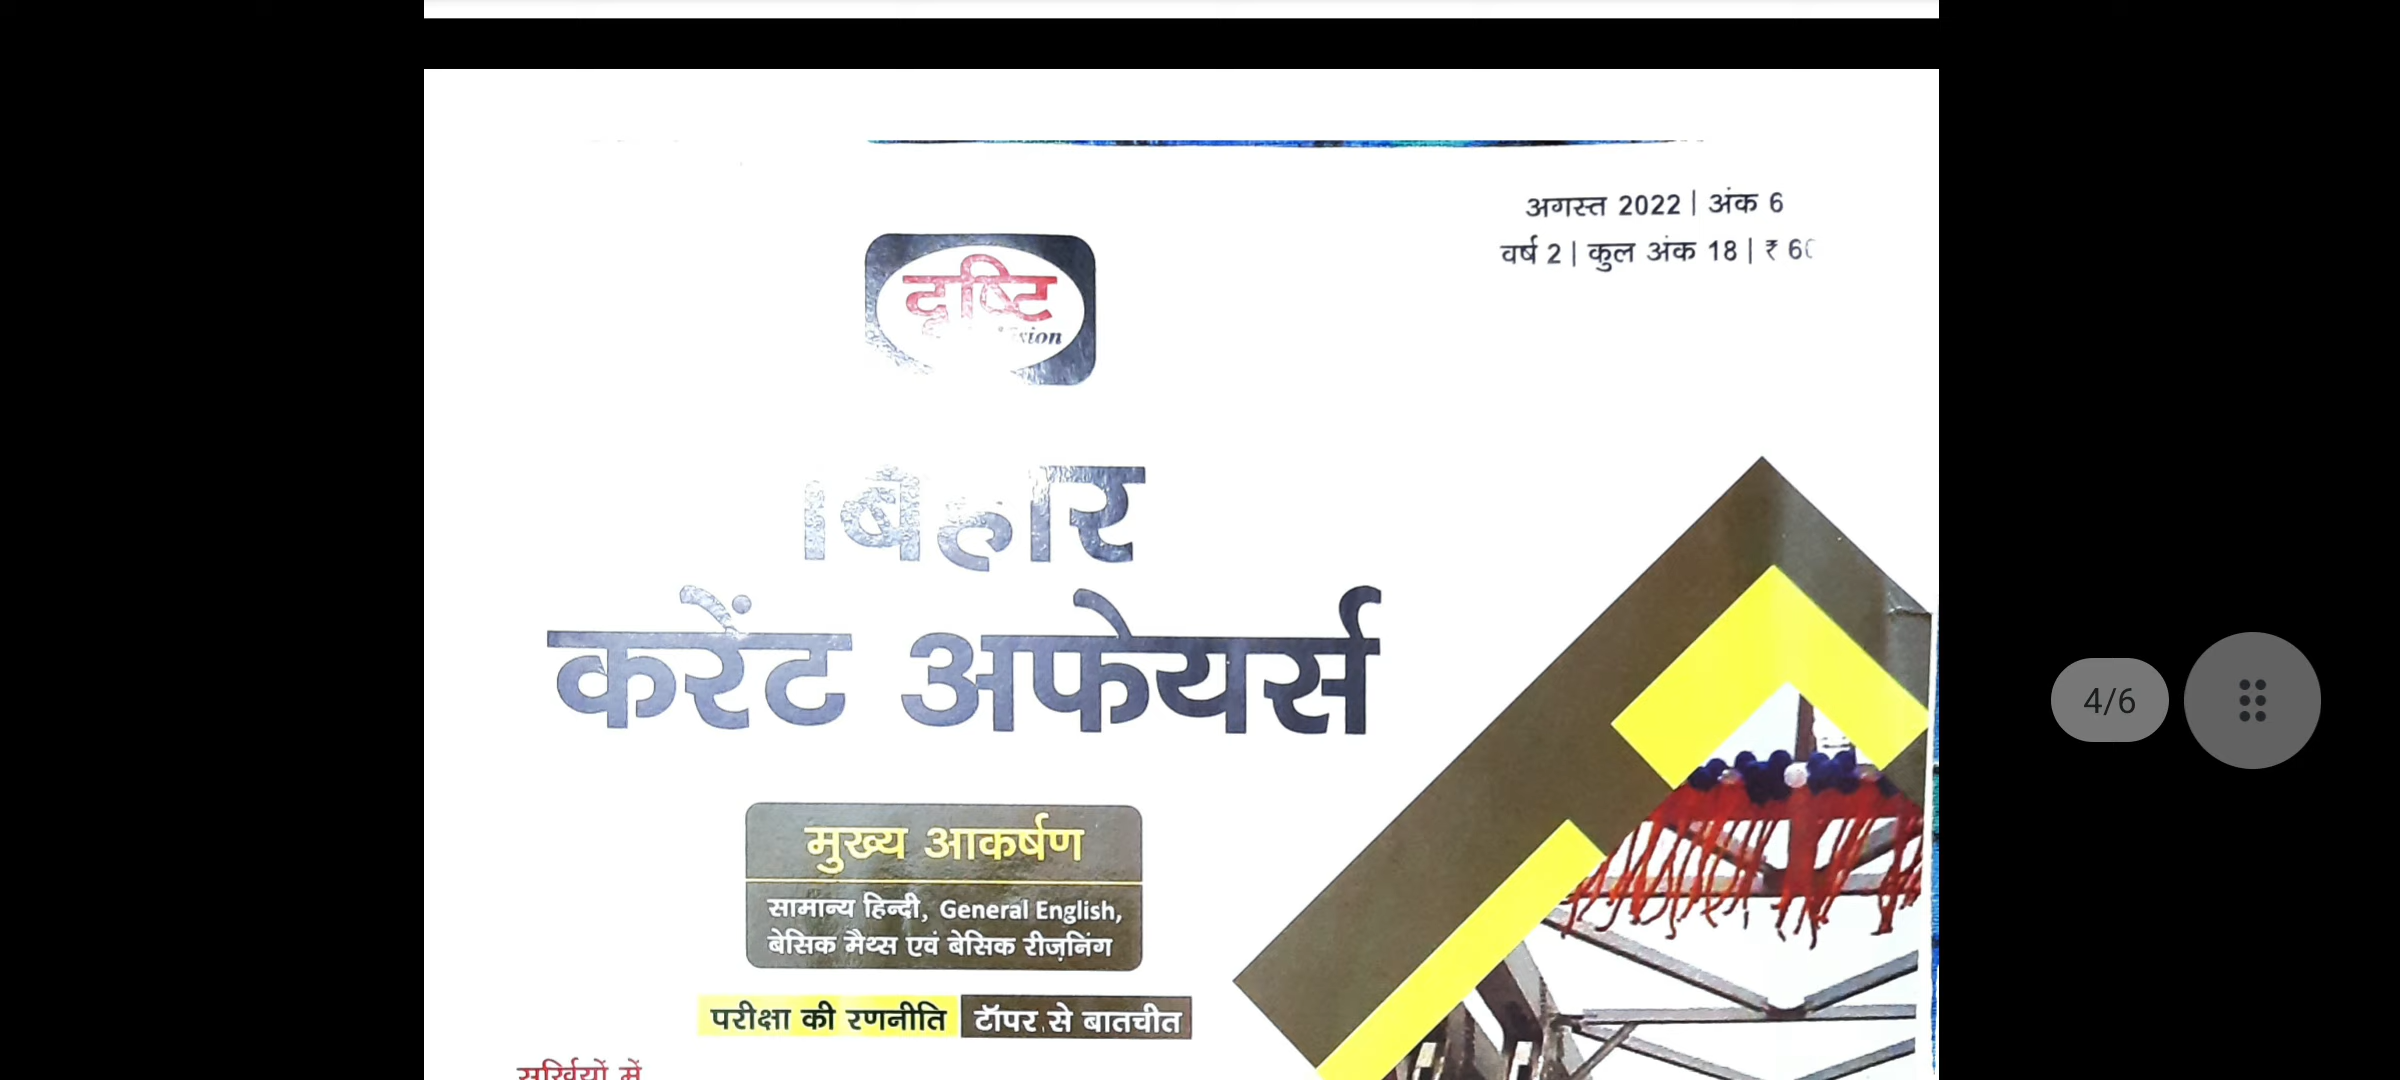 अगस्त 2022 | अंक 6
वर्ष 2 | कुल अंक 18 | ₹ 6
दृष्टि
बिहार
करेंट अफेयर्स
मुख्य आकर्षण
सामान्य हिन्दी, General English,
बेसिक मैथ्स एवं बेसिक रीज़निंग
परीक्षा की रणनीति टॉपर से बातचीत
सुर्खियों में
4/6